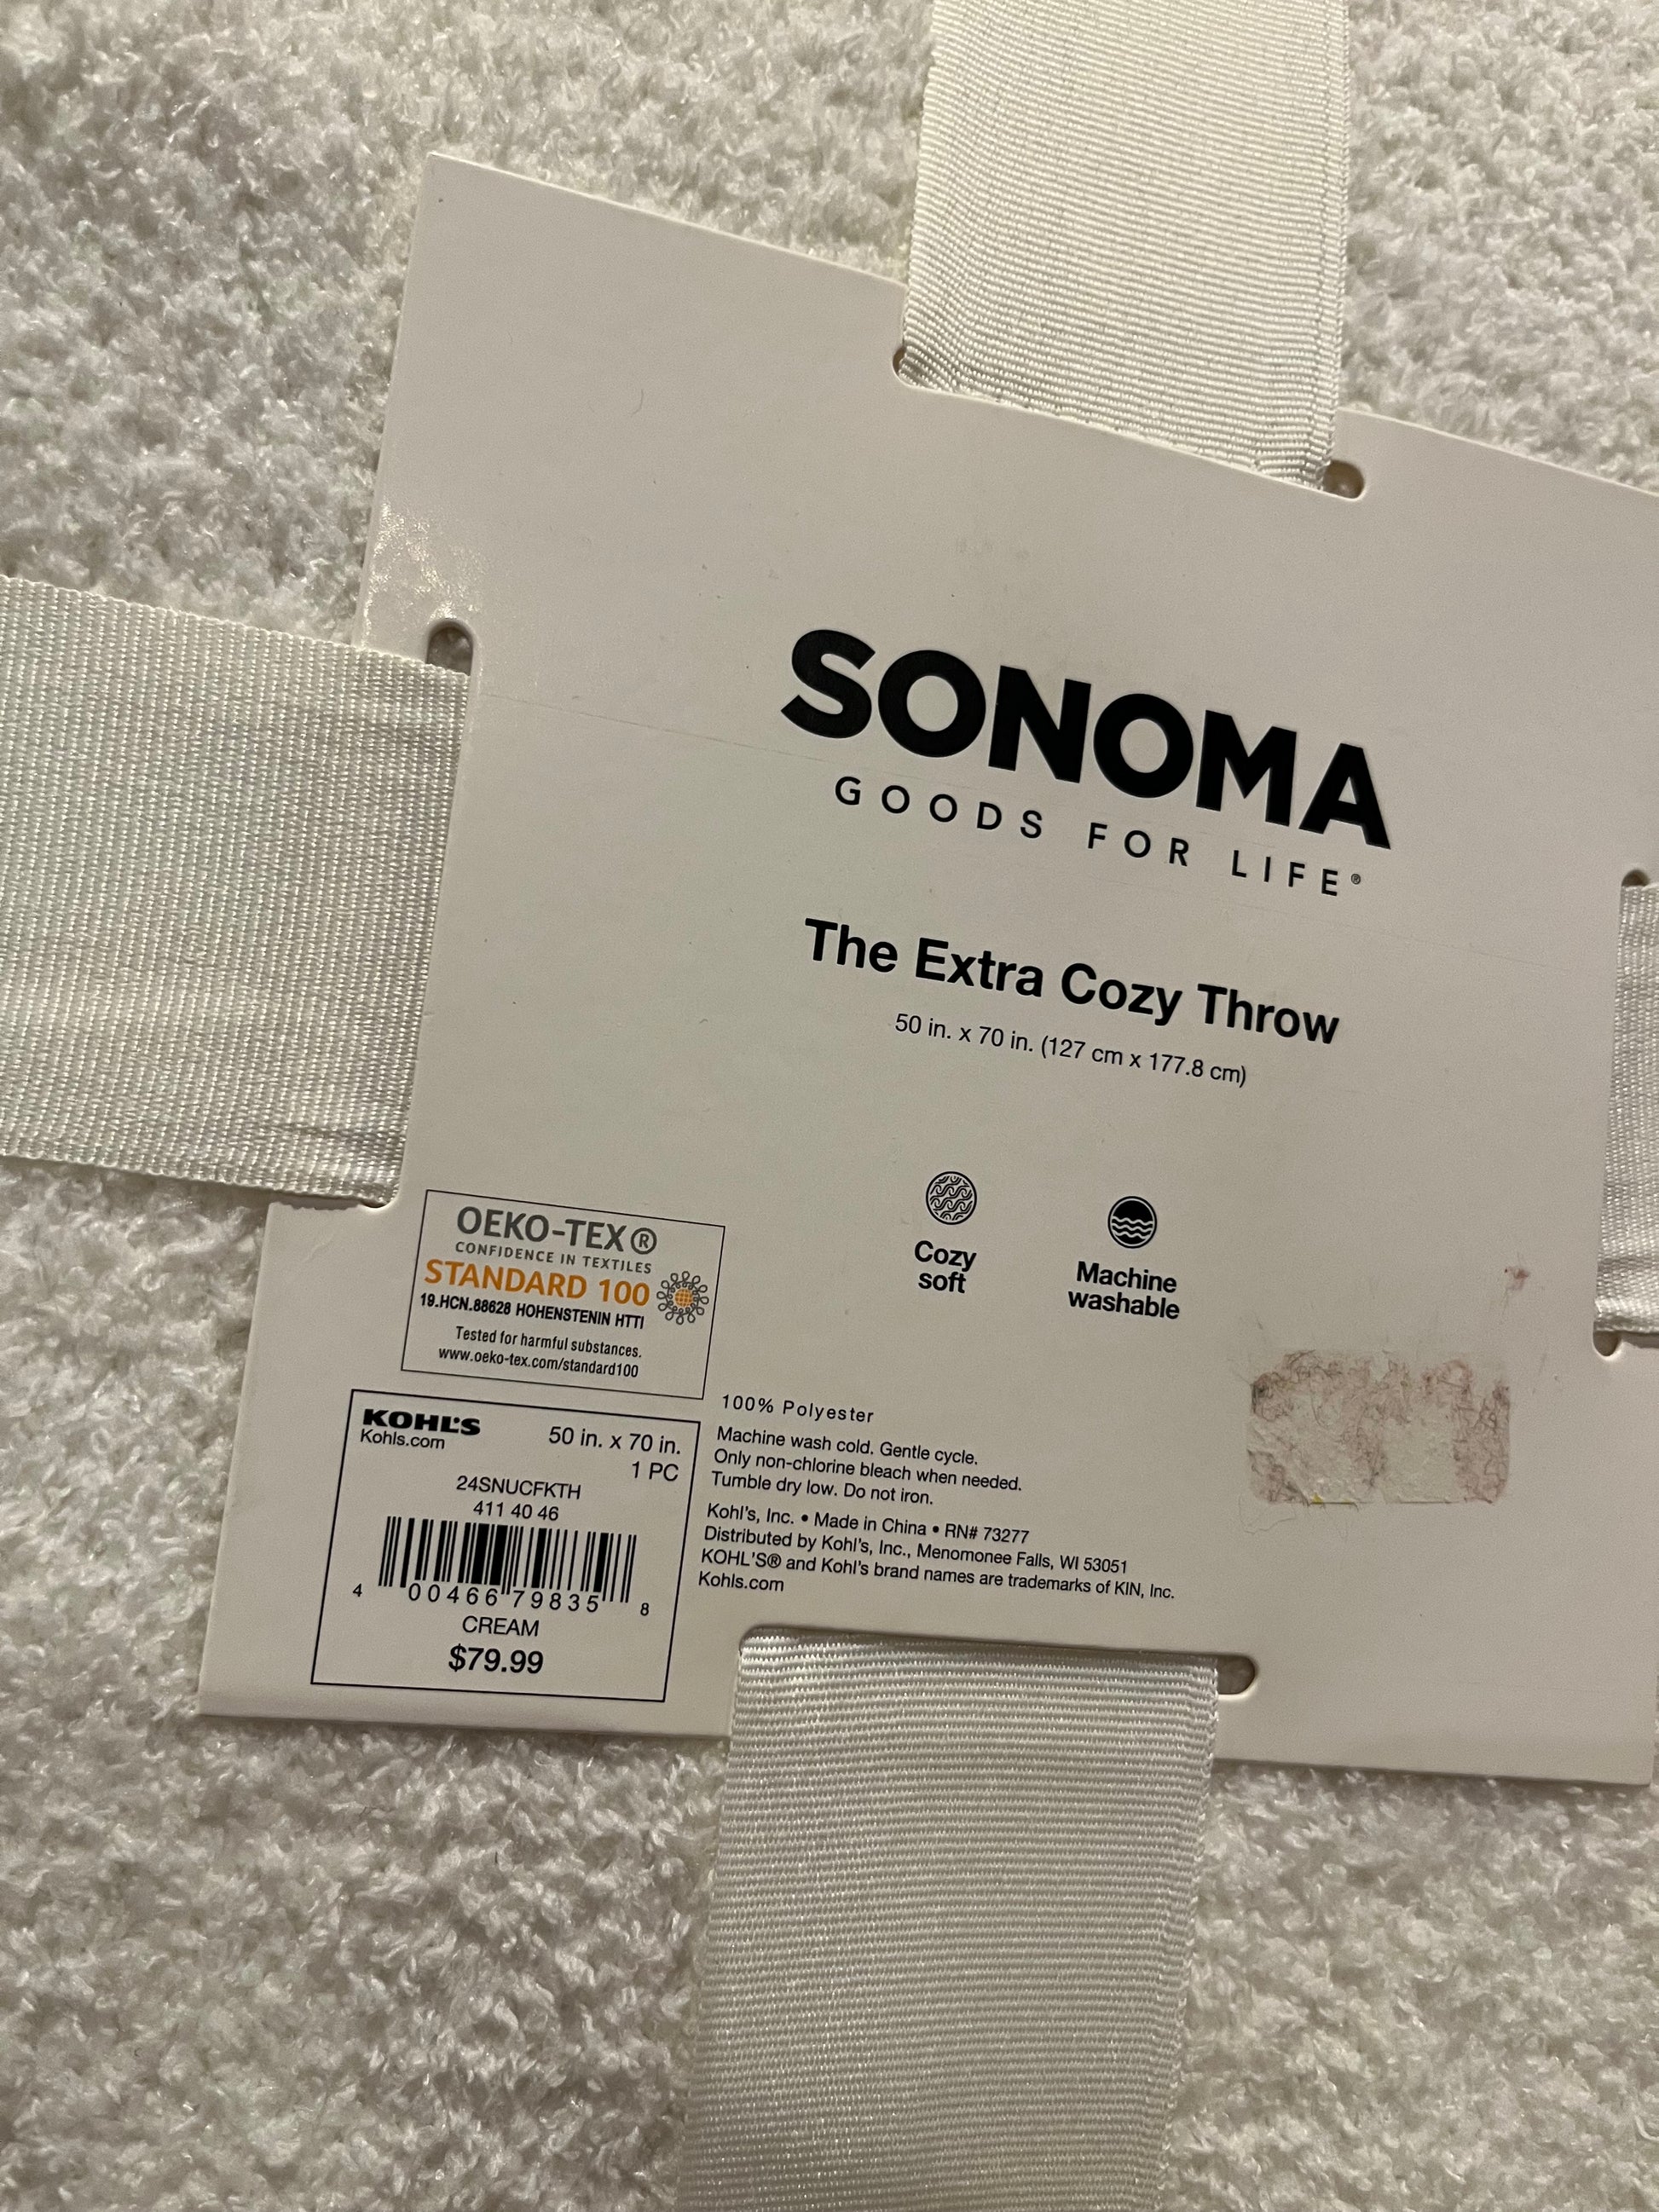 SONOMA
GOODS FOR LIFE®
The Extra Cozy Throw
50 in. x 70 in. (127 cm x 177.8 cm)
Cozy
soft
Machine
washable
OEKO-TEX®
CONFIDENCE IN TEXTILES
STANDARD 100
19.HCN.88628 HOHENSTENIN HTTI
Tested for harmful substances.
www.oeko-tex.com/standard100
KOHL'S
Kohls.com
50 in. x 70 in.
1 PC
24SNUCFKTH
411 40 46
4 00466 79835 8
CREAM
$79.99
100% Polyester
Machine wash cold. Gentle cycle.
Only non-chlorine bleach when needed.
Tumble dry low. Do not iron.
Kohl's, Inc. • Made in China • RN# 73277
Distributed by Kohl's, Inc., Menomonee Falls, WI 53051
KOHL'S® and Kohl's brand names are trademarks of KIN, Inc.
Kohls.com